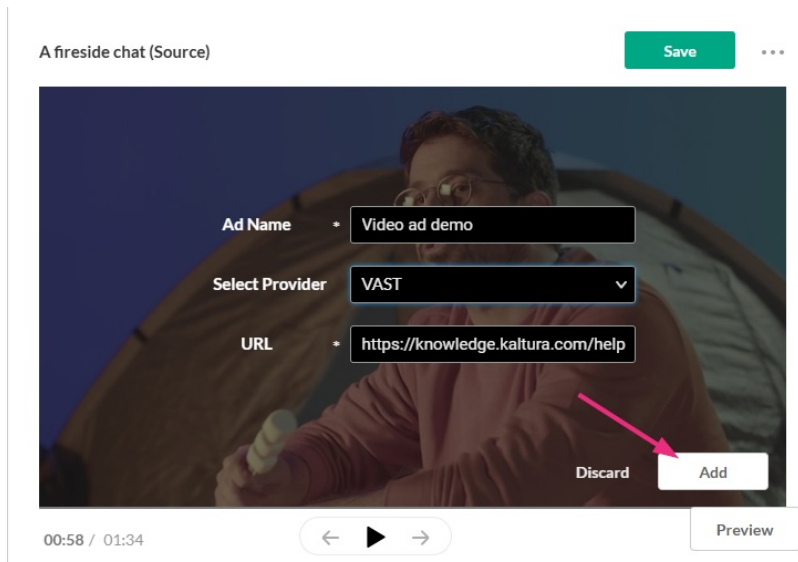 A fireside chat (Source)
Save
Ad Name * Video ad demo
Select Provider VAST
URL * https://knowledge.kaltura.com/help
Discard Add
Preview
00:58 / 01:34